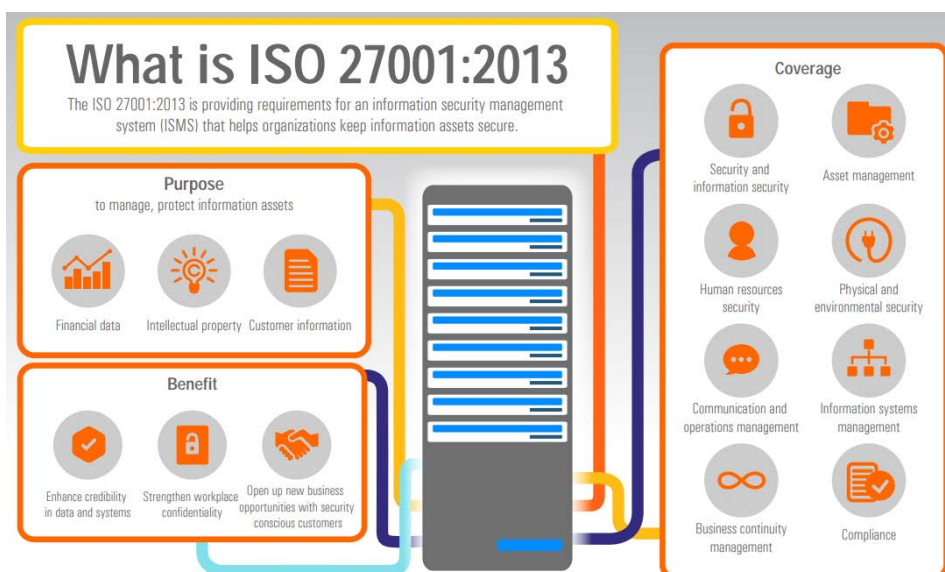 What is ISO 27001:2013
The ISO 27001:2013 is providing requirements for an information security management
system (ISMS) that helps organizations keep information assets secure.
Purpose
to manage, protect information assets
Financial data
Intellectual property
Customer information
Benefit
Enhance credibility
in data and systems
Strengthen workplace
confidentiality
Open up new business
opportunities with security
conscious customers
Coverage
Security and
information security
Asset management
Human resources
security
Physical and
environmental security
Communication and
operations management
Information systems
management
Business continuity
management
Compliance